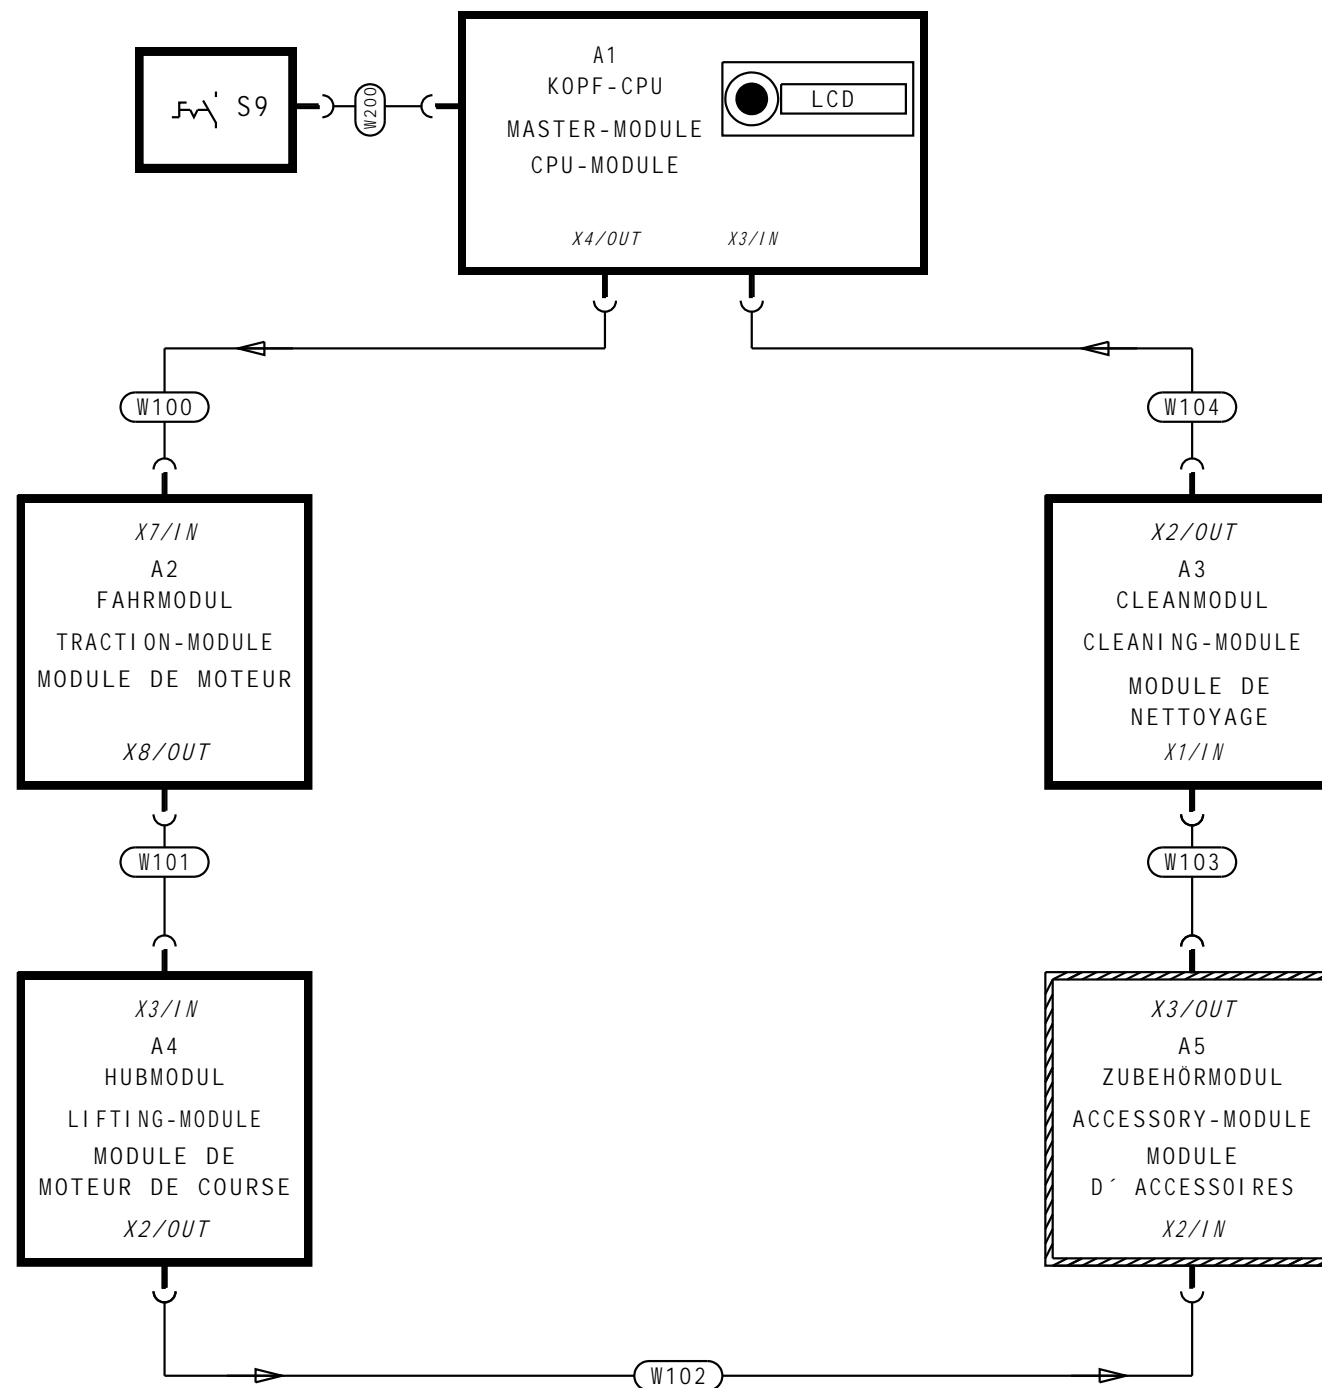 S9
W200
A1
KOPF-CPU
MASTER-MODULE
CPU-MODULE
LCD
X4/OUT
X3/IN
W100
W104
X7/IN
A2
FAHRMODUL
TRACTION-MODULE
MODULE DE MOTEUR
X8/OUT
X2/OUT
A3
CLEANMODUL
CLEANING-MODULE
MODULE DE
NETTOYAGE
X1/IN
W101
W103
X3/IN
A4
HUBMODUL
LIFTING-MODULE
MODULE DE
MOTEUR DE COURSE
X2/OUT
X3/OUT
A5
ZUBEHÖRMODUL
ACCESSORY-MODULE
MODULE
D´ ACCESSOIRES
X2/IN
W102